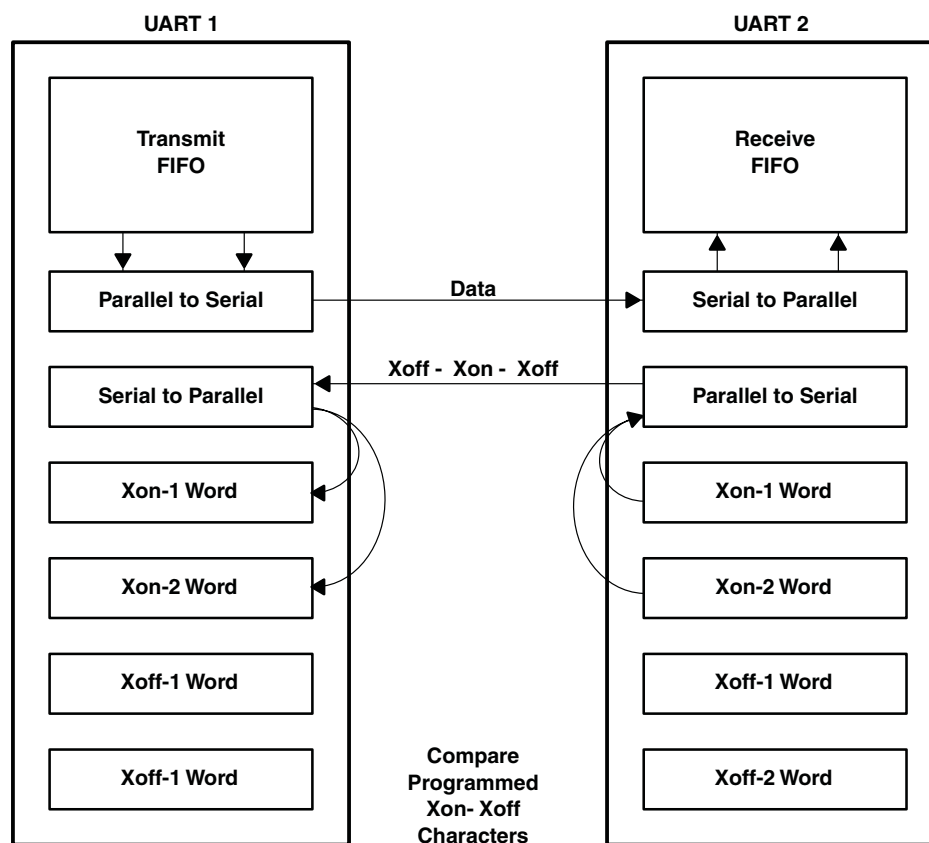 UART 1
UART 2
Transmit
FIFO
Receive
FIFO
Parallel to Serial
Data
Serial to Parallel
Xoff - Xon - Xoff
Serial to Parallel
Parallel to Serial
Xon-1 Word
Xon-1 Word
Xon-2 Word
Xon-2 Word
Xoff-1 Word
Xoff-1 Word
Xoff-1 Word
Compare
Programmed
Xon- Xoff
Characters
Xoff-2 Word